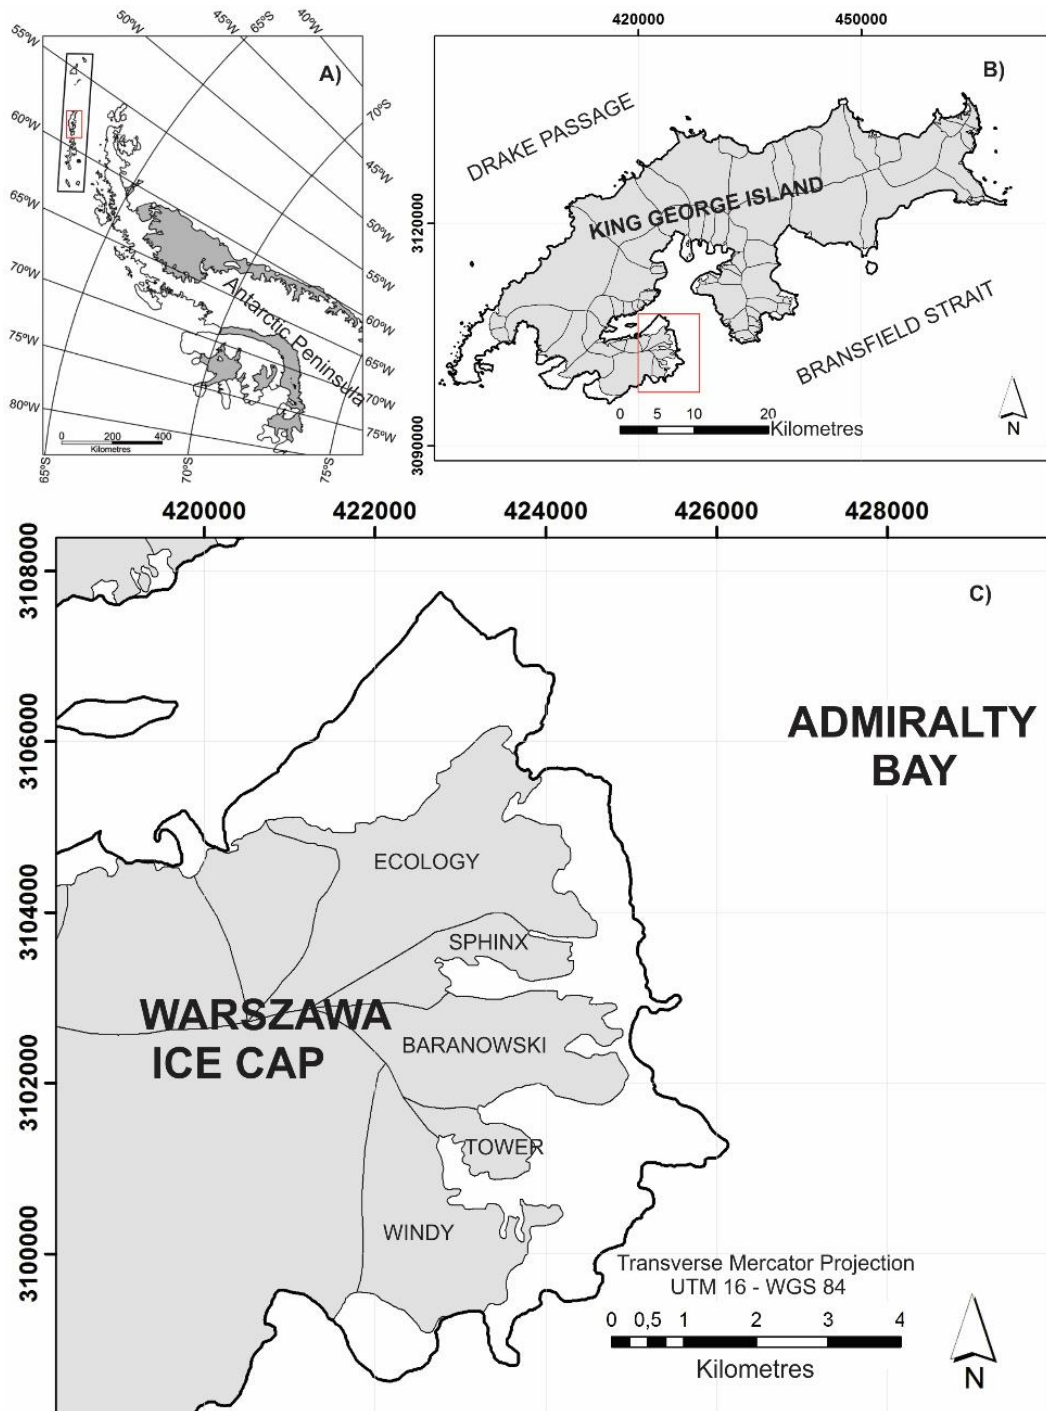 55ºW
50ºW
45ºW
65ºS
40ºW
A)
70ºS
60ºW
45ºW
65ºW
50ºW
70ºW
55ºW
75ºW
60ºW
65ºW
80ºW
70ºW
75ºW
Antarctic Peninsula
0 200 400
Kilometres
65ºS
70ºS
75ºS
420000
450000
B)
DRAKE PASSAGE
KING GEORGE ISLAND
3120000
BRANSFIELD STRAIT
3090000
0 5 10 20
Kilometres
N
420000
422000
424000
426000
428000
3108000
C)
3106000
ADMIRALTY
BAY
ECOLOGY
3104000
SPHINX
WARSZAWA
ICE CAP
BARANOWSKI
3102000
TOWER
WINDY
3100000
Transverse Mercator Projection
UTM 16 - WGS 84
0 0,5 1 2 3 4
Kilometres
N